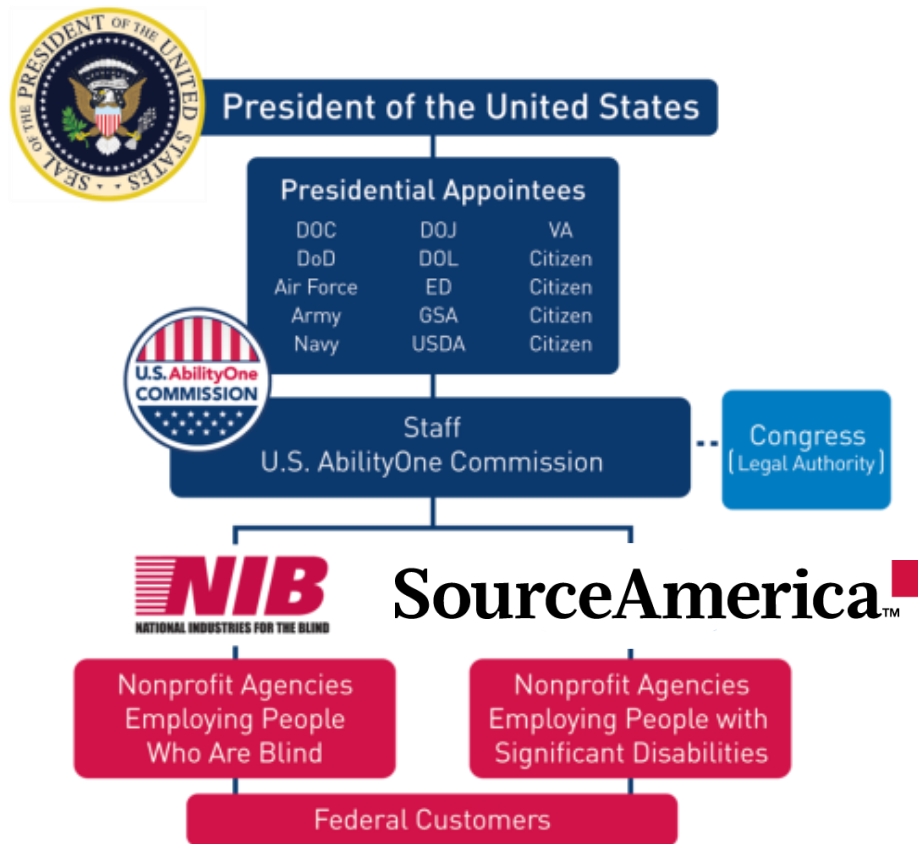 SEAL OF THE PRESIDENT OF THE UNITED STATES
President of the United States
Presidential Appointees
DOC DOJ VA
DoD DOL Citizen
Air Force ED Citizen
Army GSA Citizen
Navy USDA Citizen
U.S. AbilityOne
COMMISSION
Staff
U.S. AbilityOne Commission
Congress
(Legal Authority)
NIB
NATIONAL INDUSTRIES FOR THE BLIND
SourceAmerica™
Nonprofit Agencies
Employing People
Who Are Blind
Nonprofit Agencies
Employing People with
Significant Disabilities
Federal Customers